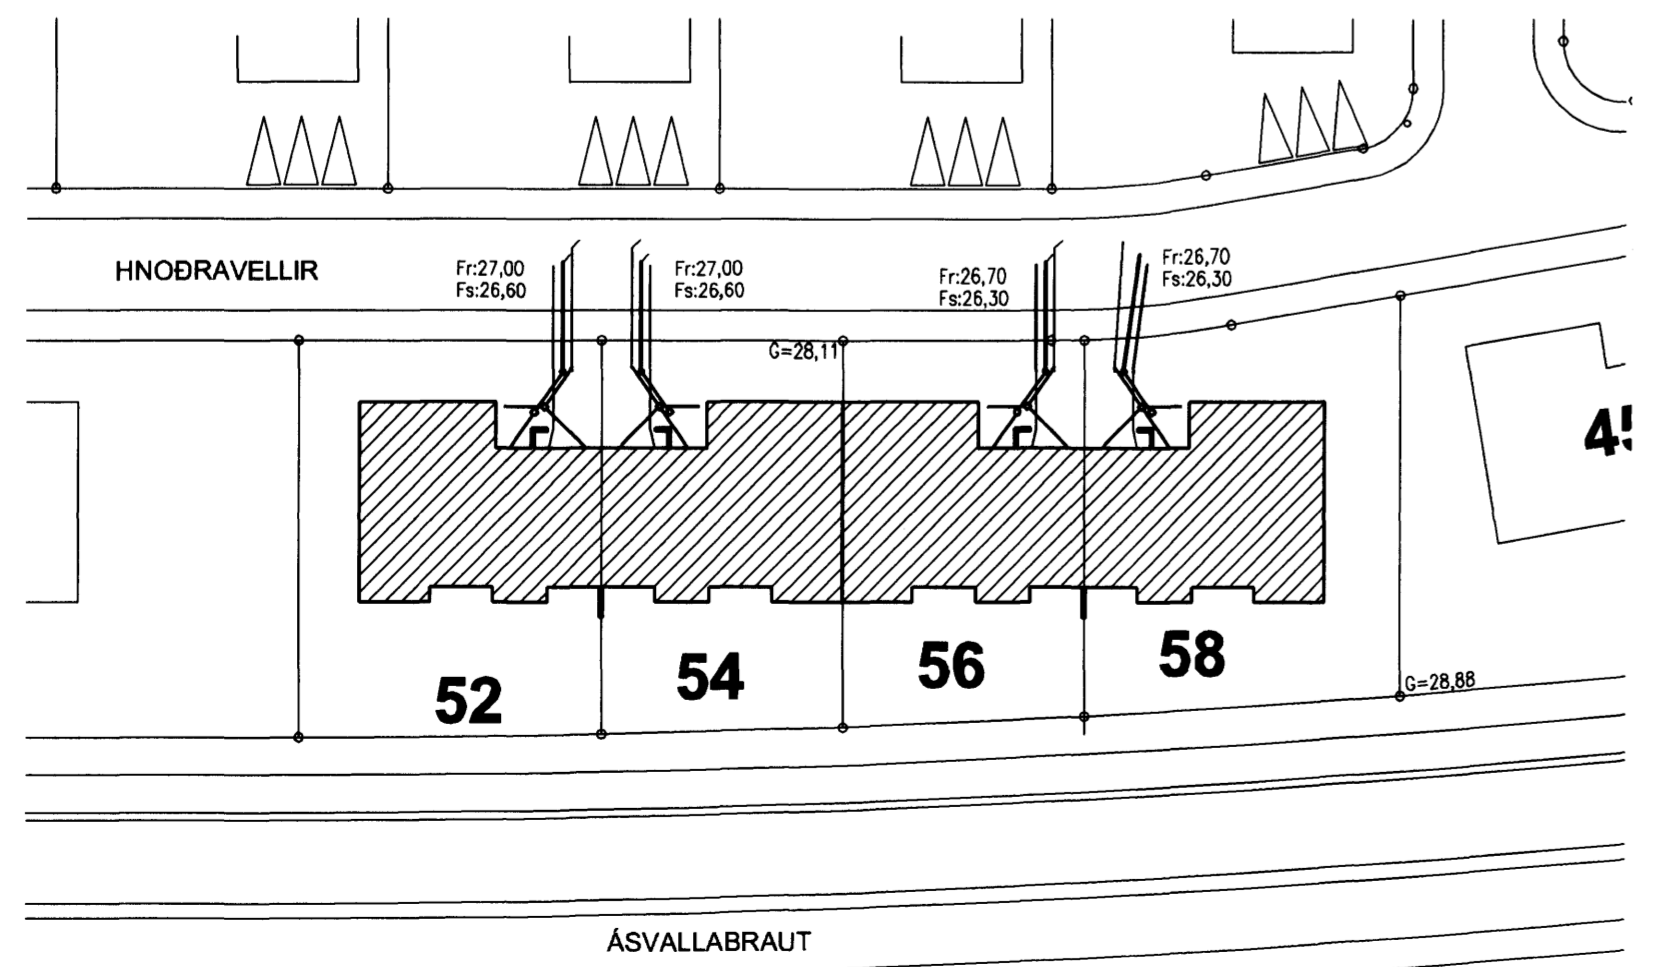 HNOÐRAVELLIR
Fr:27,00
Fs:26,60
Fr:27,00
Fs:26,60
Fr:26,70
Fs:26,30
Fr:26,70
Fs:26,30
G=28,11
52
54
56
58
G=28,88
ÁSVALLABRAUT